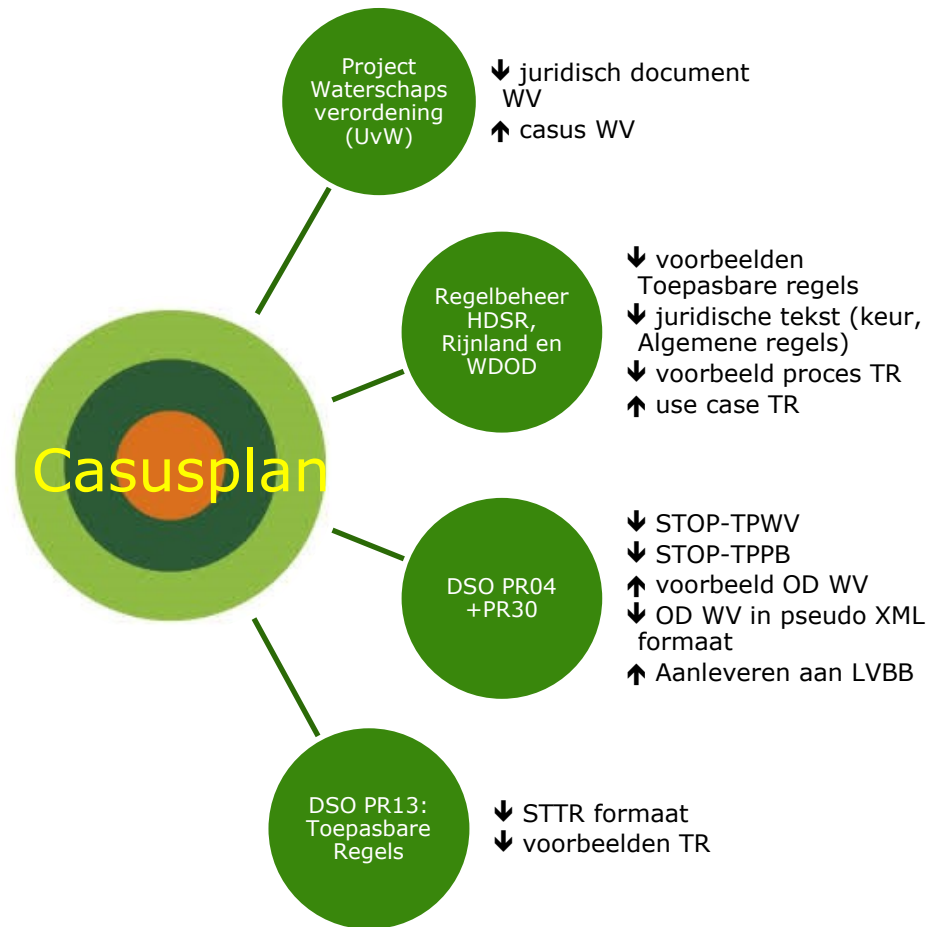 Project
Waterschaps
verordening
(UvW)
🡻 juridisch document
WV
🡹 casus WV
Regelbeheer
HDSR,
Rijnland en
WDOD
🡻 voorbeelden
Toepasbare regels
🡻 juridische tekst (keur,
Algemene regels)
🡻 voorbeeld proces TR
🡹 use case TR
Casusplan
DSO PR04
+PR30
🡻 STOP-TPWV
🡻 STOP-TPPB
🡹 voorbeeld OD WV
🡻 OD WV in pseudo XML
formaat
🡹 Aanleveren aan LVBB
DSO PR13:
Toepasbare
Regels
🡻 STTR formaat
🡻 voorbeelden TR